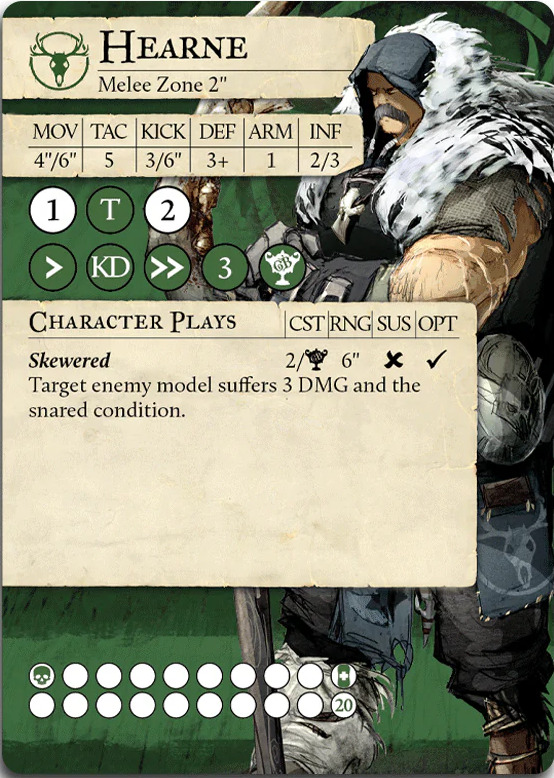 HEARNE
Melee Zone 2"
MOV TAC KICK DEF ARM INF
4"/6" 5 3/6" 3+ 1 2/3
1 T 2
> KD >> 3 GB
CHARACTER PLAYS CST RNG SUS OPT
Skewered 2/GB 6" ✘ ✓
Target enemy model suffers 3 DMG and the
snared condition.
20